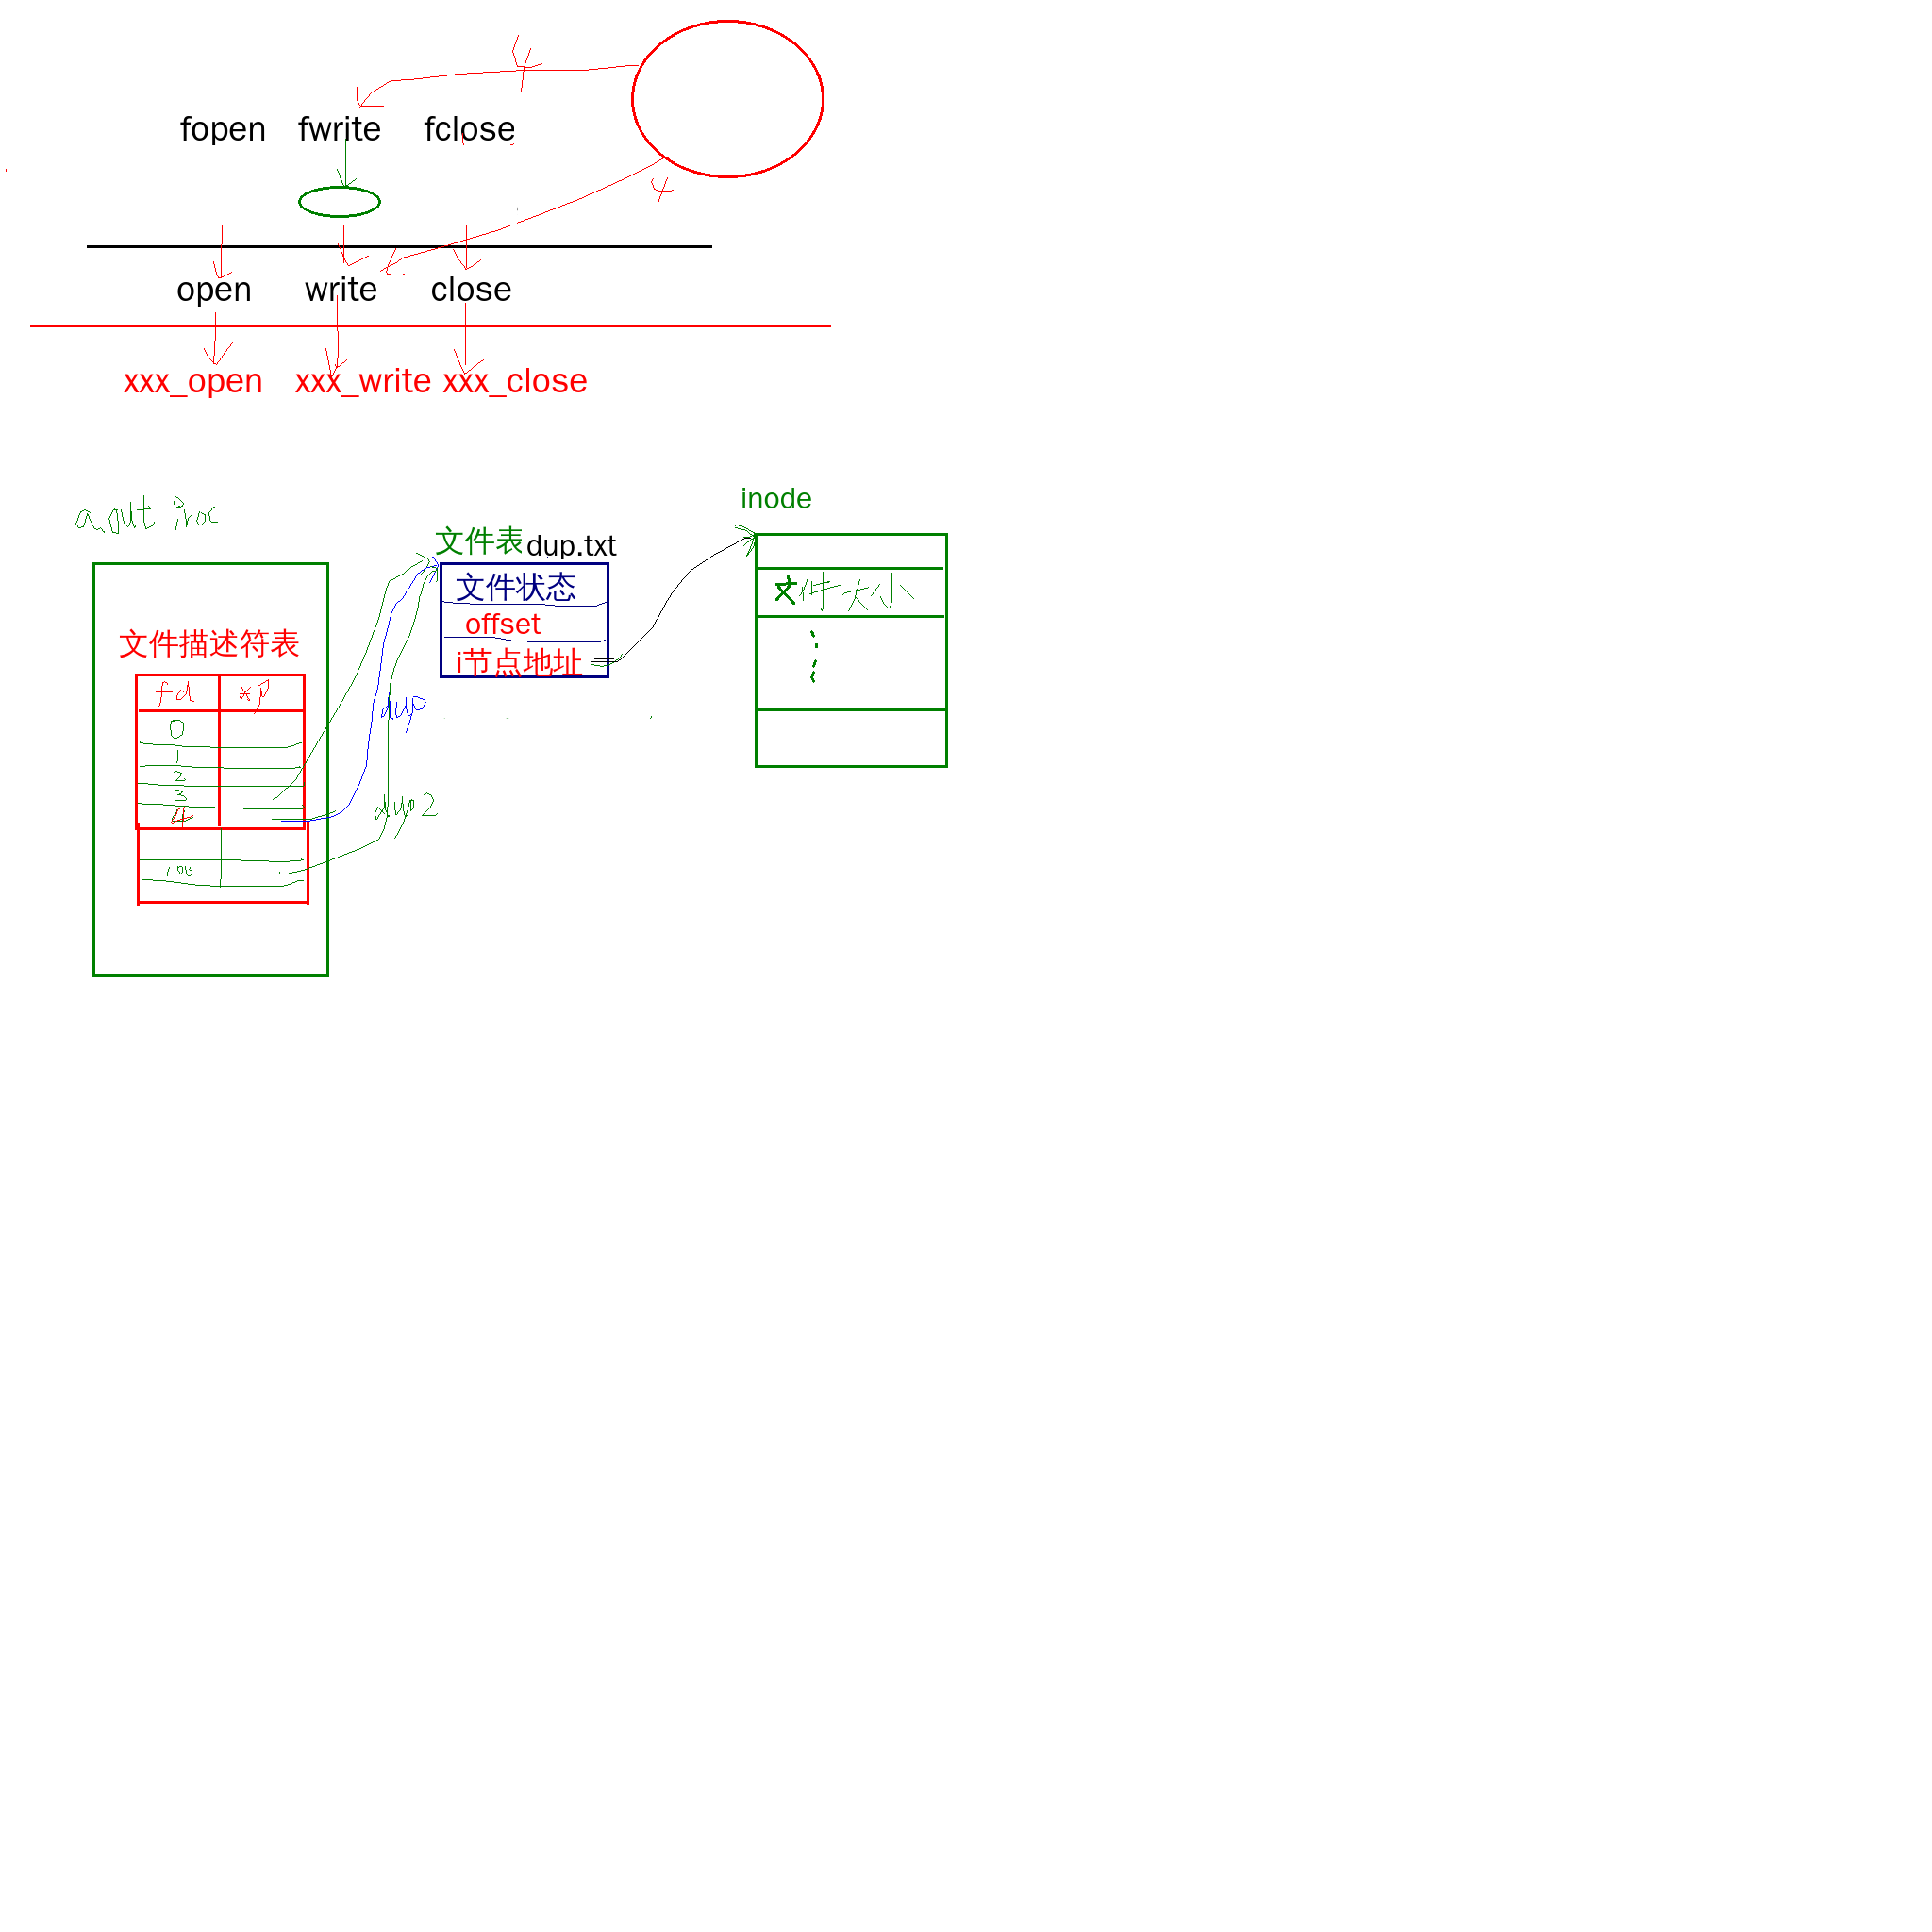 4
fopen fwrite fclose
4
open write close
xxx_open xxx_write xxx_close
inode
a.out Proc
文件表 dup.txt
文件状态
文件大小
offset
文件描述符表
i节点地址
fd *p
dup
0
1
2
3
dup2
4
100